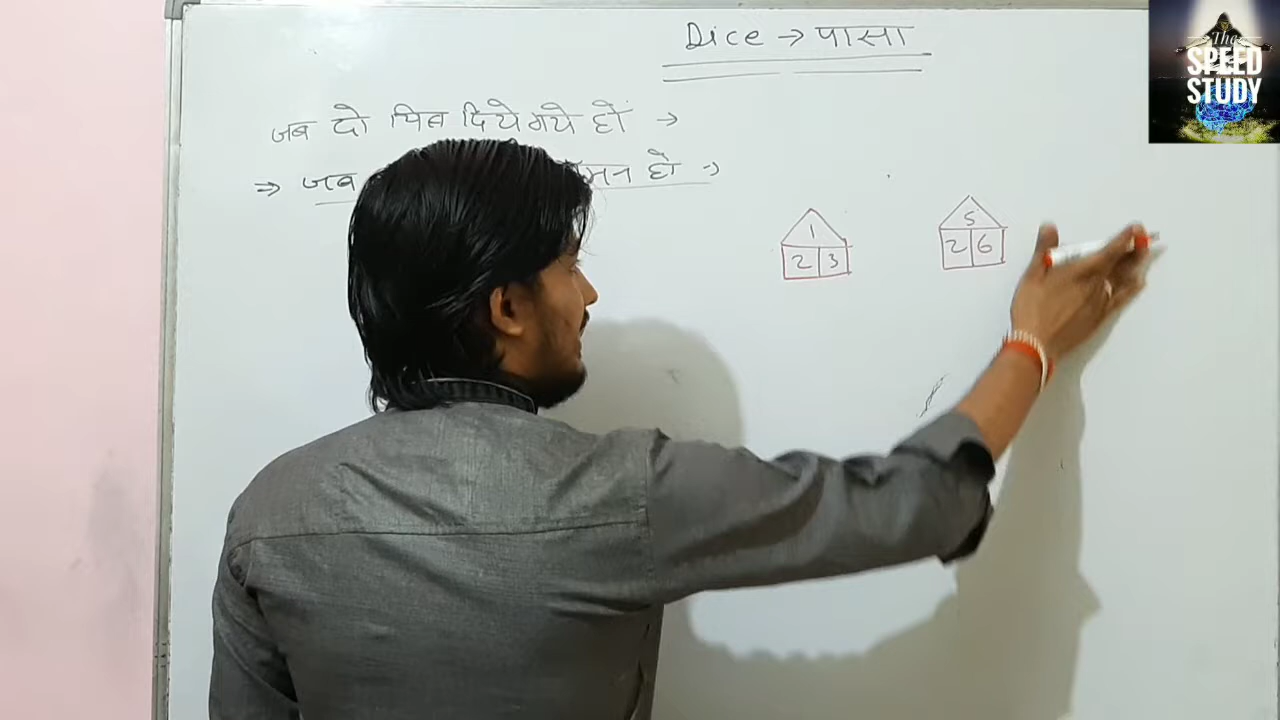 Dice → पासा
The
SPEED
STUDY
जब दो चित्र दिये गये हों →
⇒ जब हो →
1
2 3
5
2 6